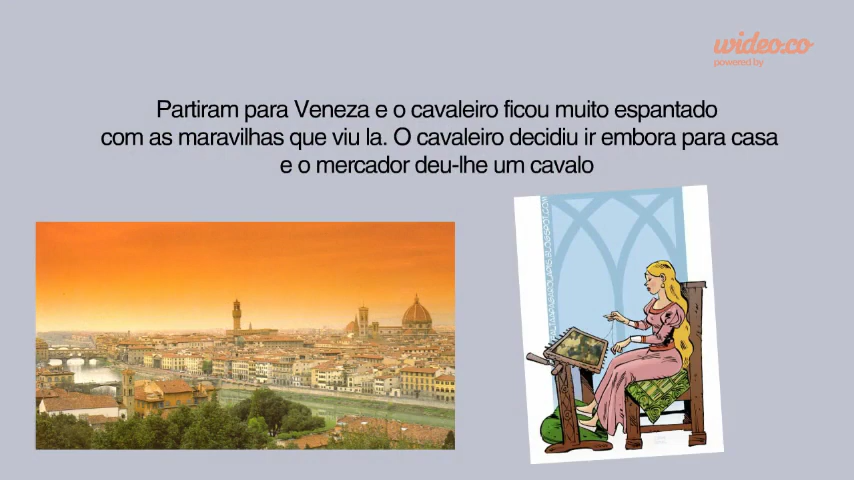 wideo.co
powered by
Partiram para Veneza e o cavaleiro ficou muito espantado
com as maravilhas que viu la. O cavaleiro decidiu ir embora para casa
e o mercador deu-lhe um cavalo